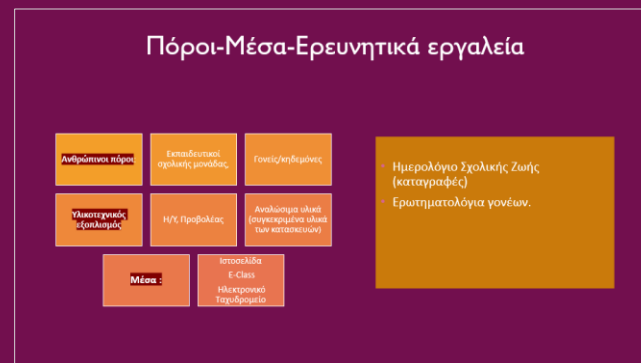 Πόροι-Μέσα-Ερευνητικά εργαλεία
Ανθρώπινοι πόροι
Εκπαιδευτικοί
σχολικής μονάδας,
Γονείς/κηδεμόνες
Υλικοτεχνικός
εξοπλισμός
Η/Υ, Προβολέας
Αναλώσιμα υλικά
(συγκεκριμένα υλικά
των κατασκευών)
Μέσα :
Ιστοσελίδα
E-Class
Ηλεκτρονικό
Ταχυδρομείο
Ημερολόγιο Σχολικής Ζωής
(καταγραφές)
Ερωτηματολόγια γονέων.